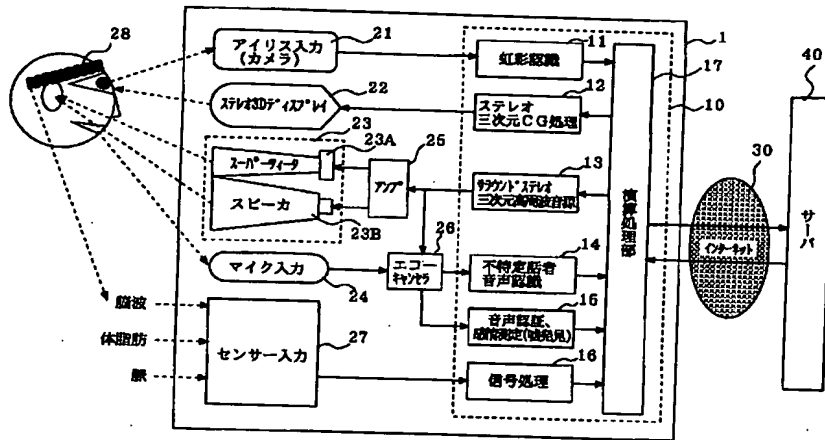 28
アイリス入力
(カメラ)
21
虹彩認識
11
1
17
10
40
ステレオ3Dディスプレイ
22
ステレオ
三次元CG処理
12
23
23A
スーパーツィータ
スピーカ
23B
アンプ
25
サラウンドステレオ
三次元高周波音源
13
演算処理部
30
インターネット
サーバ
マイク入力
24
26
エコー
キャンセラ
不特定話者
音声認識
14
音声認証、
感情測定(嘘発見)
15
脳波
体脂肪
脈
センサー入力
27
信号処理
16